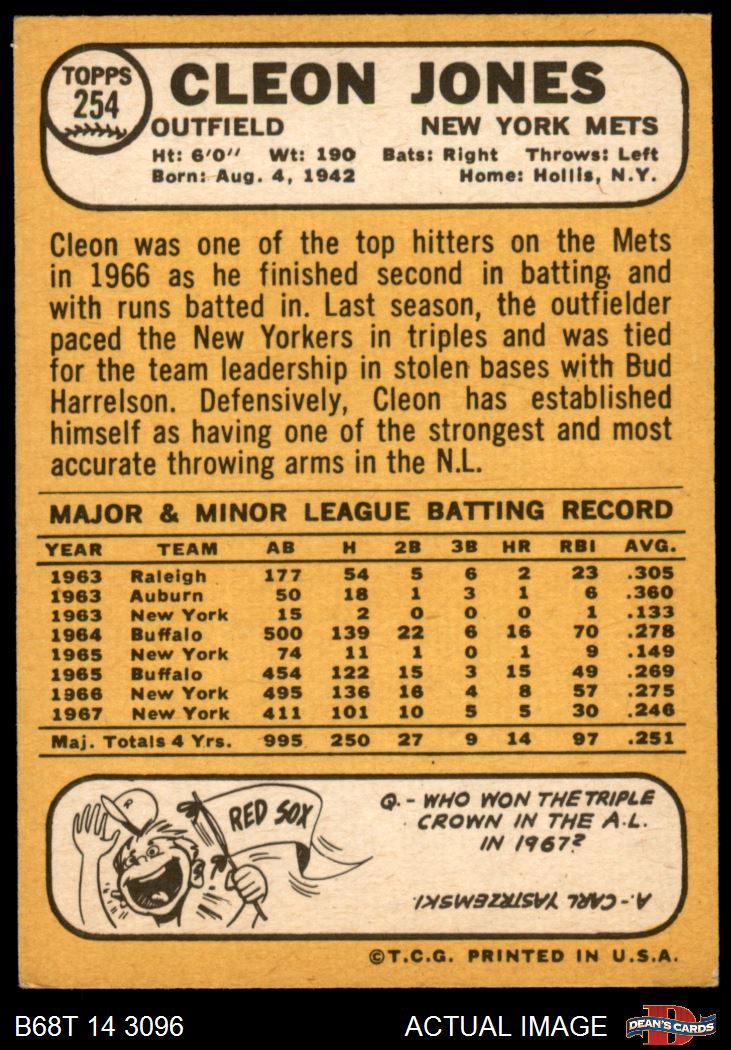 TOPPS
254
CLEON JONES
OUTFIELD NEW YORK METS
Ht: 6'0" Wt: 190 Bats: Right Throws: Left
Born: Aug. 4, 1942 Home: Hollis, N.Y.
Cleon was one of the top hitters on the Mets
in 1966 as he finished second in batting and
with runs batted in. Last season, the outfielder
paced the New Yorkers in triples and was tied
for the team leadership in stolen bases with Bud
Harrelson. Defensively, Cleon has established
himself as having one of the strongest and most
accurate throwing arms in the N.L.
MAJOR & MINOR LEAGUE BATTING RECORD
YEAR TEAM AB H 2B 3B HR RBI AVG.
1963 Raleigh 177 54 5 6 2 23 .305
1963 Auburn 50 18 1 3 1 6 .360
1963 New York 15 2 0 0 0 1 .133
1964 Buffalo 500 139 22 6 16 70 .278
1965 New York 74 11 1 0 1 9 .149
1965 Buffalo 454 122 15 3 15 49 .269
1966 New York 495 136 16 4 8 57 .275
1967 New York 411 101 10 5 5 30 .246
Maj. Totals 4 Yrs. 995 250 27 9 14 97 .251
R
RED SOX
Q.- WHO WON THE TRIPLE
CROWN IN THE A.L.
IN 1967?
A.- CARL YASTRZEMSKI.
©T.C.G. PRINTED IN U.S.A.
B68T 14 3096 ACTUAL IMAGE D DEAN'S CARDS